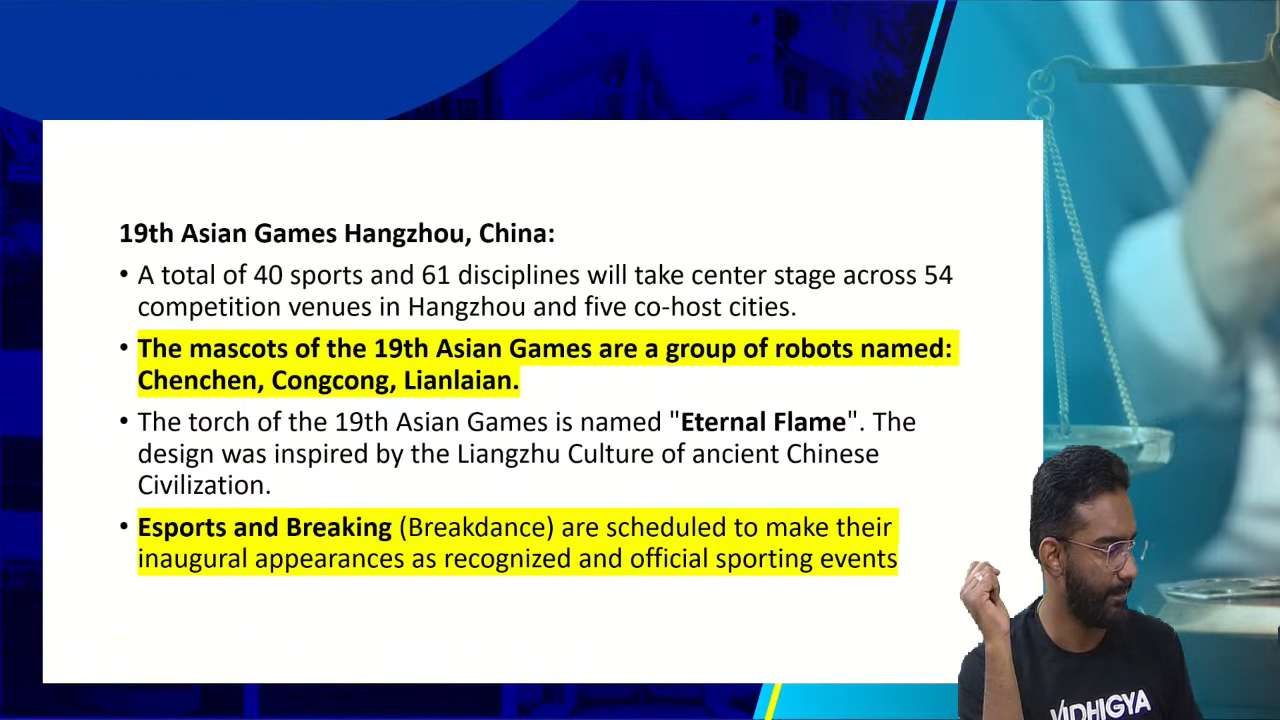 19th Asian Games Hangzhou, China:
• A total of 40 sports and 61 disciplines will take center stage across 54
competition venues in Hangzhou and five co-host cities.
• The mascots of the 19th Asian Games are a group of robots named:
Chenchen, Congcong, Lianlaian.
• The torch of the 19th Asian Games is named "Eternal Flame". The
design was inspired by the Liangzhu Culture of ancient Chinese
Civilization.
• Esports and Breaking (Breakdance) are scheduled to make their
inaugural appearances as recognized and official sporting events
VIDHIGYA